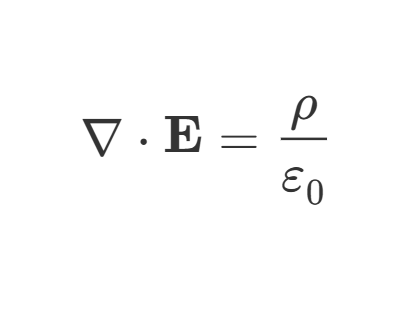 ∇ · 𝐄 = ρ/ε₀